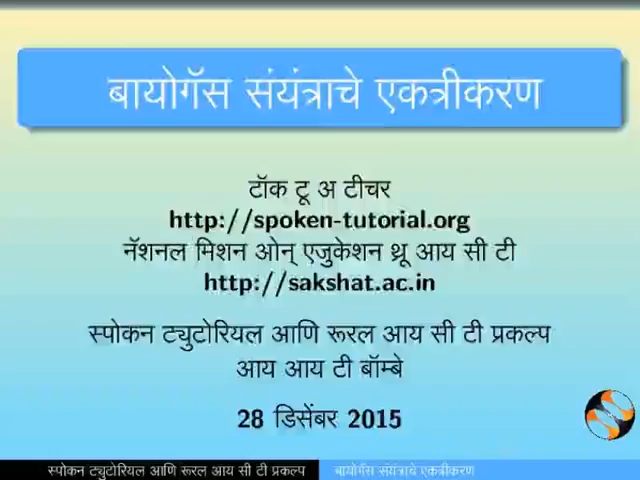 बायोगॅस संयंत्राचे एकत्रीकरण
टॉक टू अ टीचर
http://spoken-tutorial.org
नॅशनल मिशन ओन् एजुकेशन थ्रू आय सी टी
http://sakshat.ac.in
स्पोकन ट्युटोरियल आणि रूरल आय सी टी प्रकल्प
आय आय टी बॉम्बे
28 डिसेंबर 2015
स्पोकन ट्युटोरियल आणि रूरल आय सी टी प्रकल्प बायोगॅस संयंत्राचे एकत्रीकरण